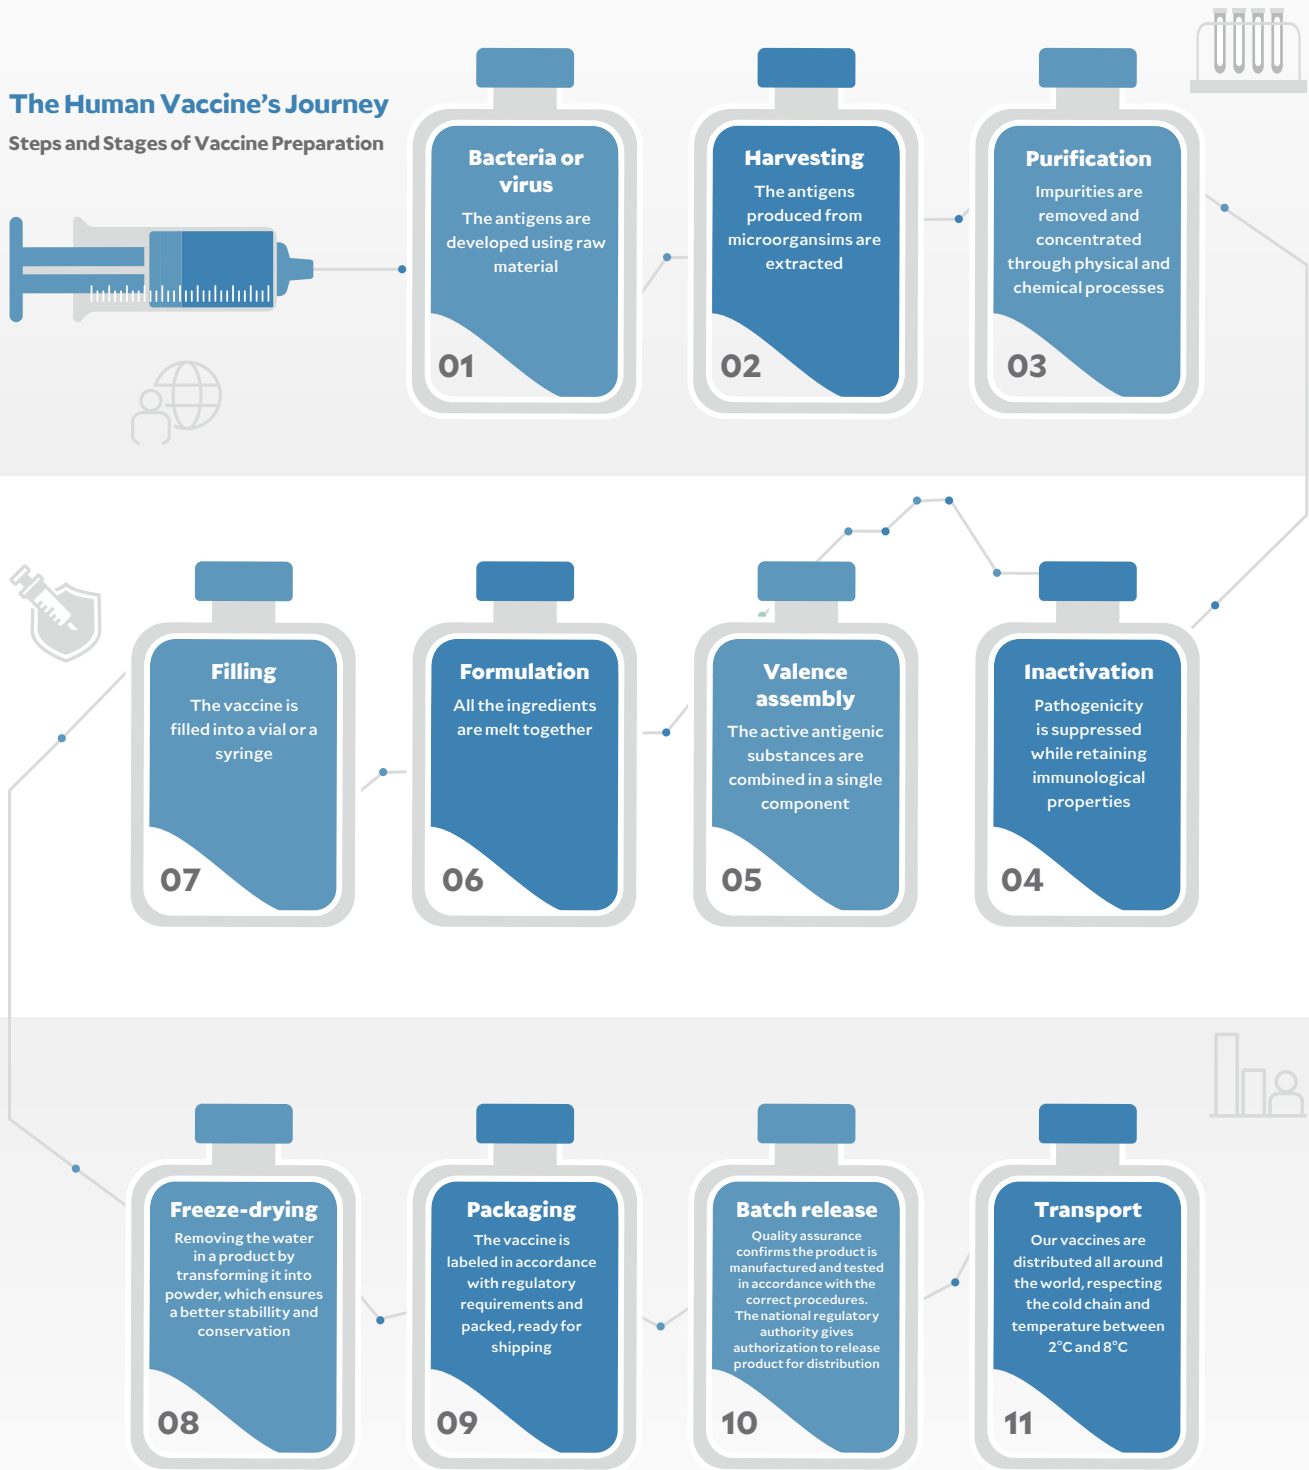 The Human Vaccine's Journey
Steps and Stages of Vaccine Preparation
Bacteria or
virus
The antigens are
developed using raw
material
01
Harvesting
The antigens
produced from
microorgansims are
extracted
02
Purification
Impurities are
removed and
concentrated
through physical and
chemical processes
03
Inactivation
Pathogenicity
is suppressed
while retaining
immunological
properties
04
Valence
assembly
The active antigenic
substances are
combined in a single
component
05
Formulation
All the ingredients
are melt together
06
Filling
The vaccine is
filled into a vial or a
syringe
07
Freeze-drying
Removing the water
in a product by
transforming it into
powder, which ensures
a better stabillity and
conservation
08
Packaging
The vaccine is
labeled in accordance
with regulatory
requirements and
packed, ready for
shipping
09
Batch release
Quality assurance
confirms the product is
manufactured and tested
in accordance with the
correct procedures.
The national regulatory
authority gives
authorization to release
product for distribution
10
Transport
Our vaccines are
distributed all around
the world, respecting
the cold chain and
temperature between
2°C and 8°C
11